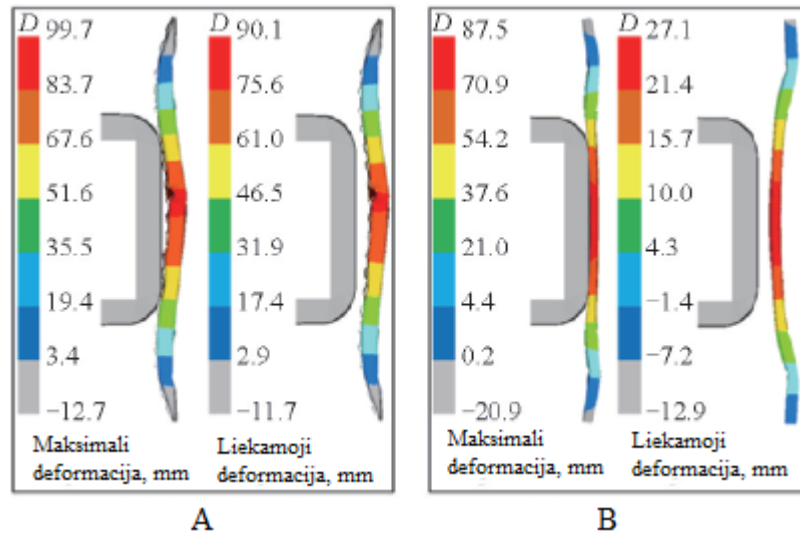 D
99.7
83.7
67.6
51.6
35.5
19.4
3.4
−12.7
Maksimali
deformacija, mm
D
90.1
75.6
61.0
46.5
31.9
17.4
2.9
−11.7
Liekamoji
deformacija, mm
A
D
87.5
70.9
54.2
37.6
21.0
4.4
0.2
−20.9
Maksimali
deformacija, mm
D
27.1
21.4
15.7
10.0
4.3
−1.4
−7.2
−12.9
Liekamoji
deformacija, mm
B